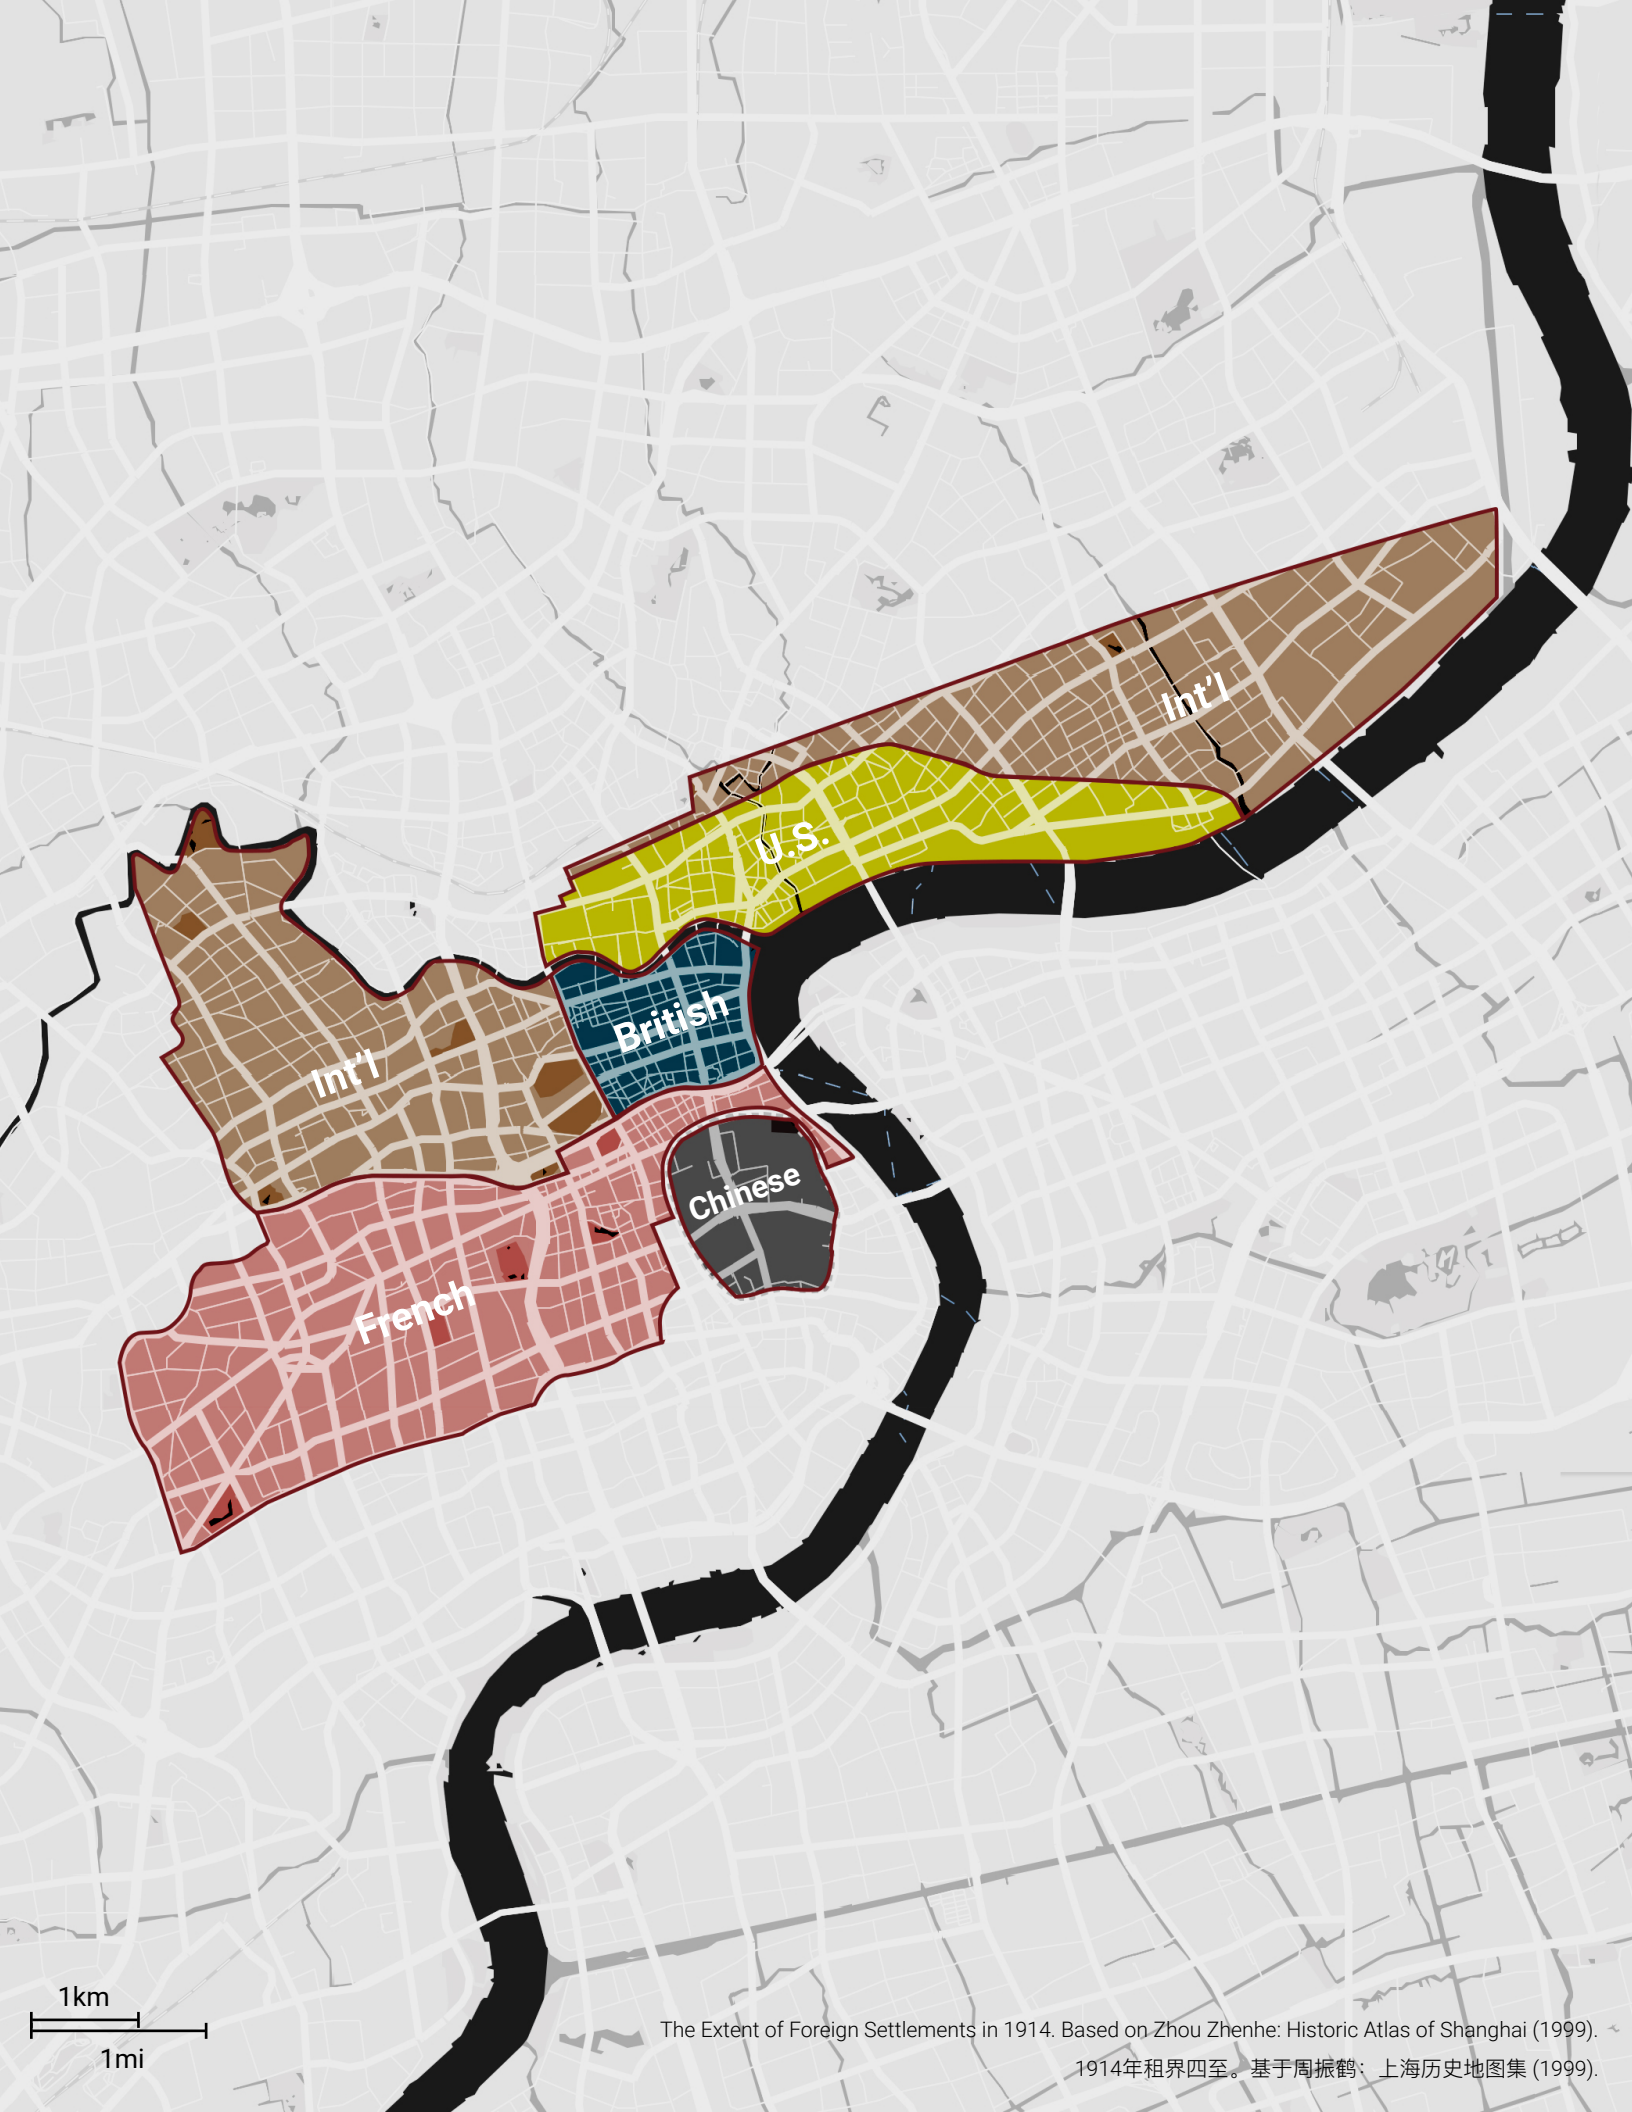 Int'l
U.S.
British
Int'l
Chinese
French
1km
1mi
The Extent of Foreign Settlements in 1914. Based on Zhou Zhenhe: Historic Atlas of Shanghai (1999).
1914年租界四至。基于周振鹤：上海历史地图集 (1999).